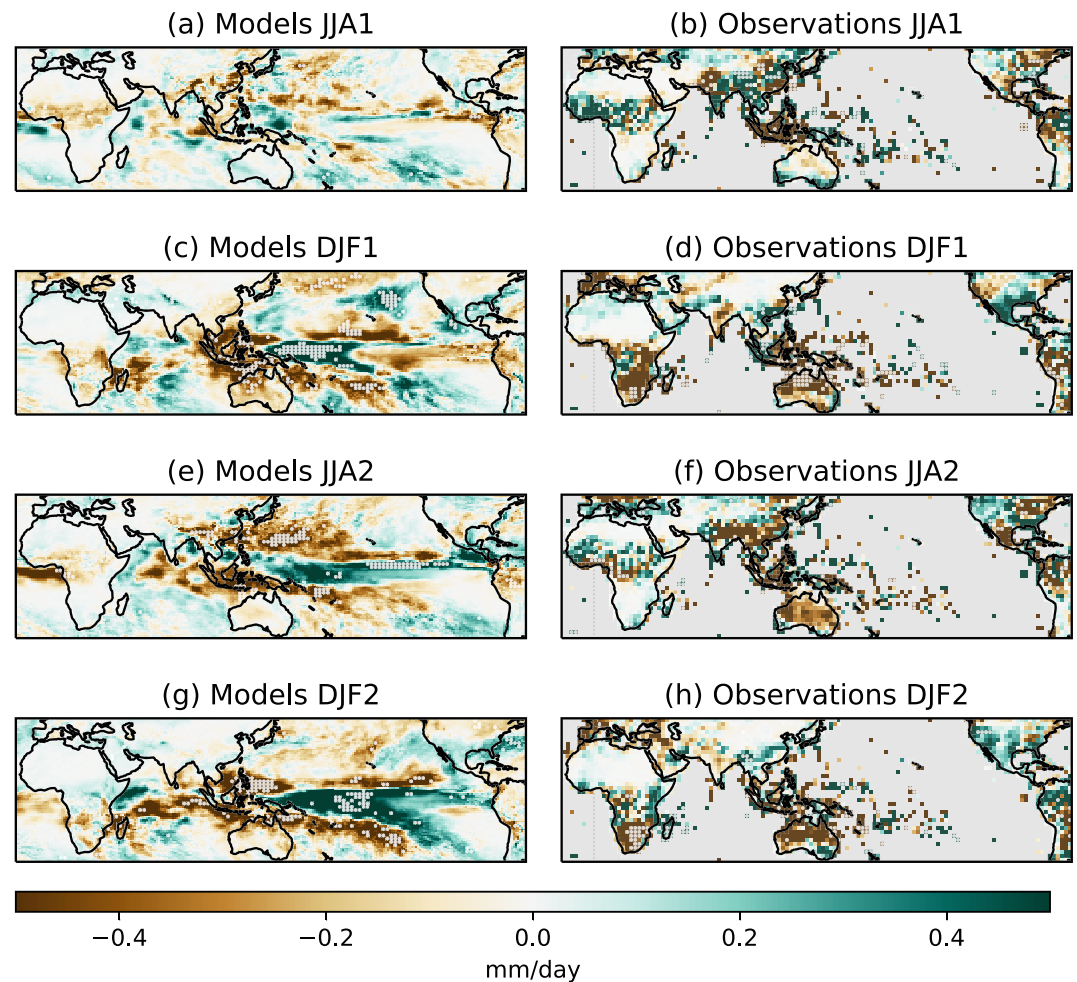 (a) Models JJA1
(b) Observations JJA1
(c) Models DJF1
(d) Observations DJF1
(e) Models JJA2
(f) Observations JJA2
(g) Models DJF2
(h) Observations DJF2
−0.4 −0.2 0.0 0.2 0.4
mm/day